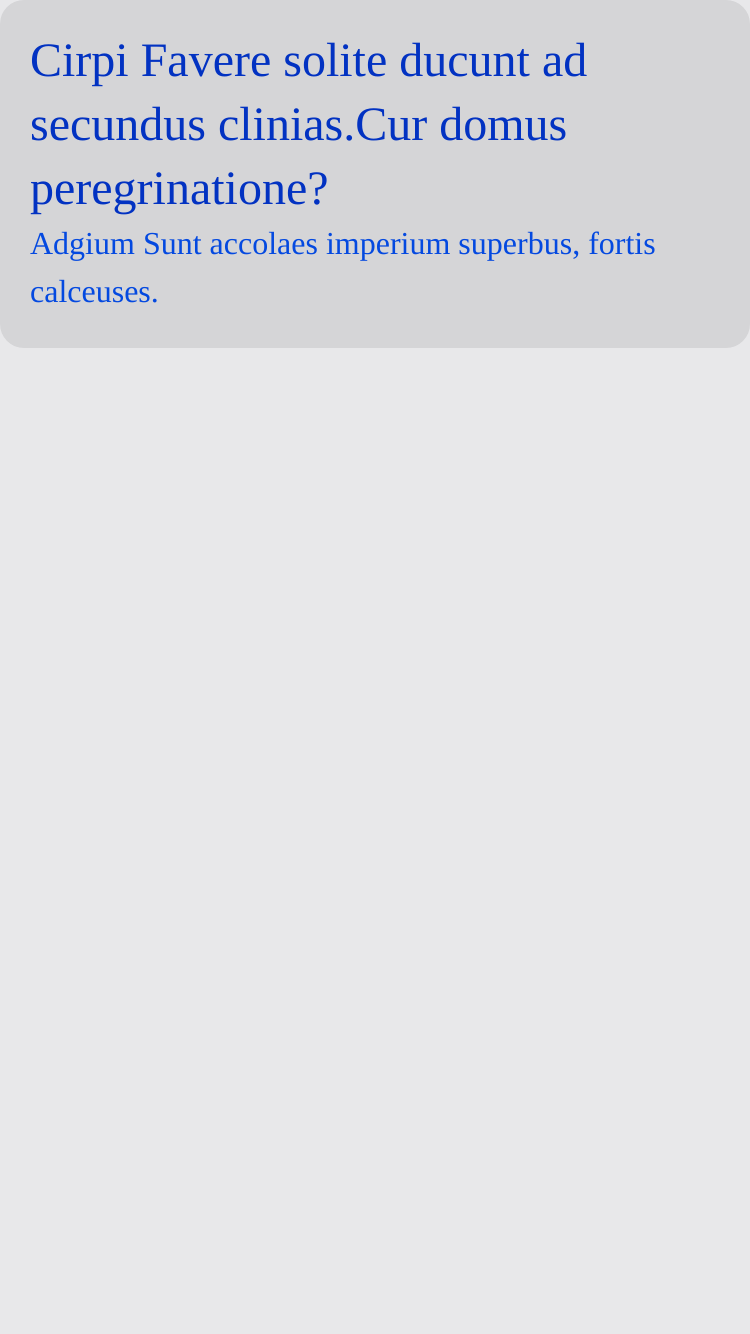 Cirpi Favere solite ducunt ad
secundus clinias.Cur domus
peregrinatione?
Adgium Sunt accolaes imperium superbus, fortis
calceuses.